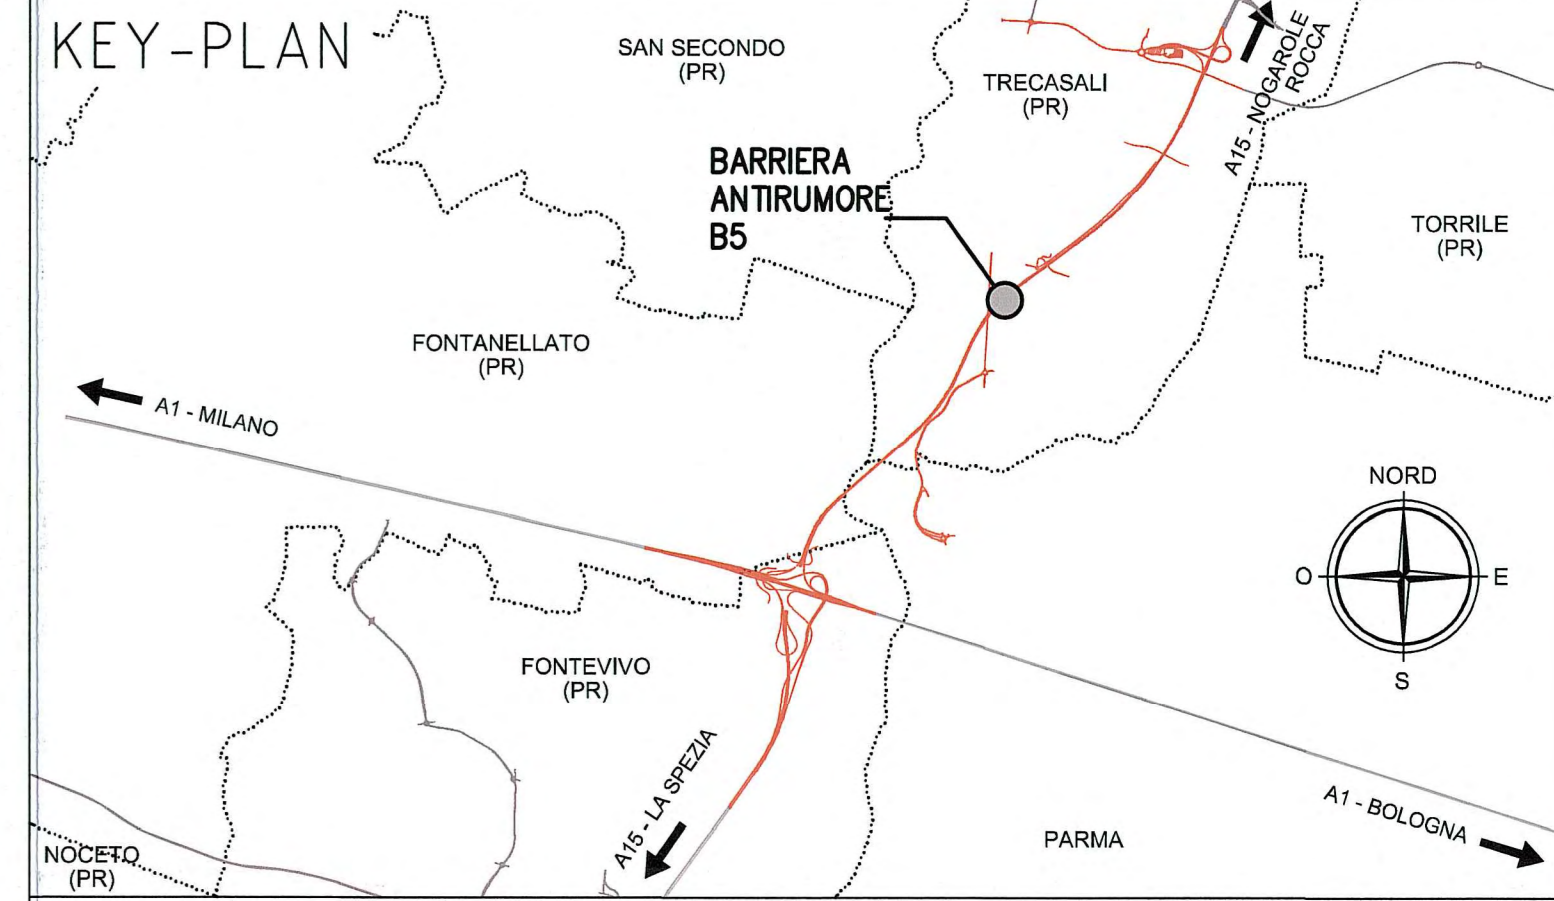 KEY-PLAN
SAN SECONDO
(PR)
TRECASALI
(PR)
A15 - NOGAROLE
ROCCA
BARRIERA
ANTIRUMORE
B5
TORRILE
(PR)
FONTANELLATO
(PR)
A1 - MILANO
NORD
O
E
S
FONTEVIVO
(PR)
A15 - LA SPEZIA
A1 - BOLOGNA
PARMA
NOCETO
(PR)